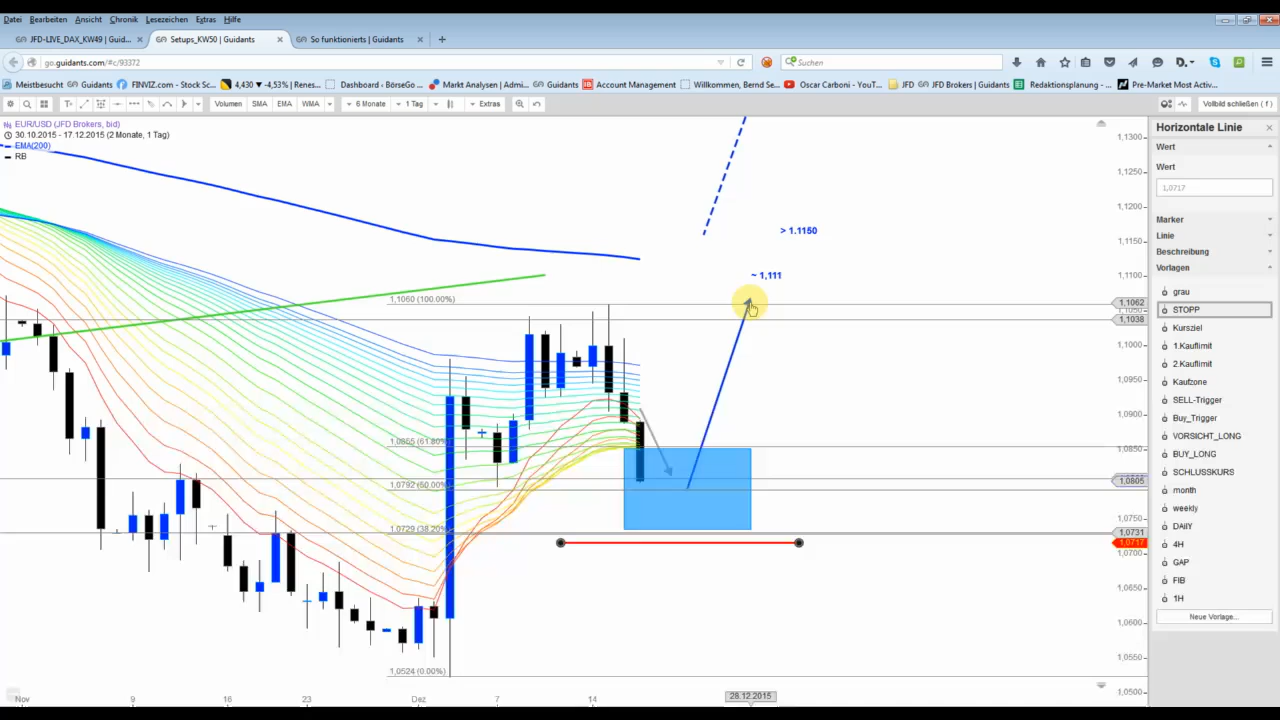 Datei Bearbeiten Ansicht Chronik Lesezeichen Extras Hilfe
JFD-LIVE_DAX_KW49 | Guid... Setups_KW50 | Guidants So funktionierts | Guidants
go.guidants.com/#c/93372 Suchen
Meistbesucht Guidants FINVIZ.com - Stock Sc... 4,430 ▼ -4,53% | Renes... Dashboard - BörseGo ... Markt Analysen | Admi... Guidants Account Management Willkommen, Bernd Se... Oscar Carboni - YouT... JFD JFD Brokers | Guidants Redaktionsplanung - ... Pre-Market Most Activ...
Volumen SMA EMA WMA 6 Monate 1 Tag Extras Vollbild schließen ( f )
EUR/USD (JFD Brokers, bid)
30.10.2015 - 17.12.2015 (2 Monate, 1 Tag)
EMA(200)
RB
> 1.1150
~ 1,111
1,1060 (100.00%)
1,0855 (61.80%)
1,0792 (50.00%)
1,0729 (38.20%)
1,0524 (0.00%)
1,1300
1,1250
1,1200
1,1150
1,1100
1,1062
1,1050
1,1038
1,1000
1,0950
1,0900
1,0850
1,0805
1,0750
1,0731
1,0717
1,0700
1,0650
1,0600
1,0550
1,0500
Nov 9 16 23 Dez 7 14 28.12.2015
Horizontale Linie
Wert
Wert
1,0717
Marker
Linie
Beschreibung
Vorlagen
grau
STOPP
Kursziel
1.Kauflimit
2.Kauflimit
Kaufzone
SELL-Trigger
Buy_Trigger
VORSICHT_LONG
BUY_LONG
SCHLUSSKURS
month
weekly
DAIlY
4H
GAP
FIB
1H
Neue Vorlage...